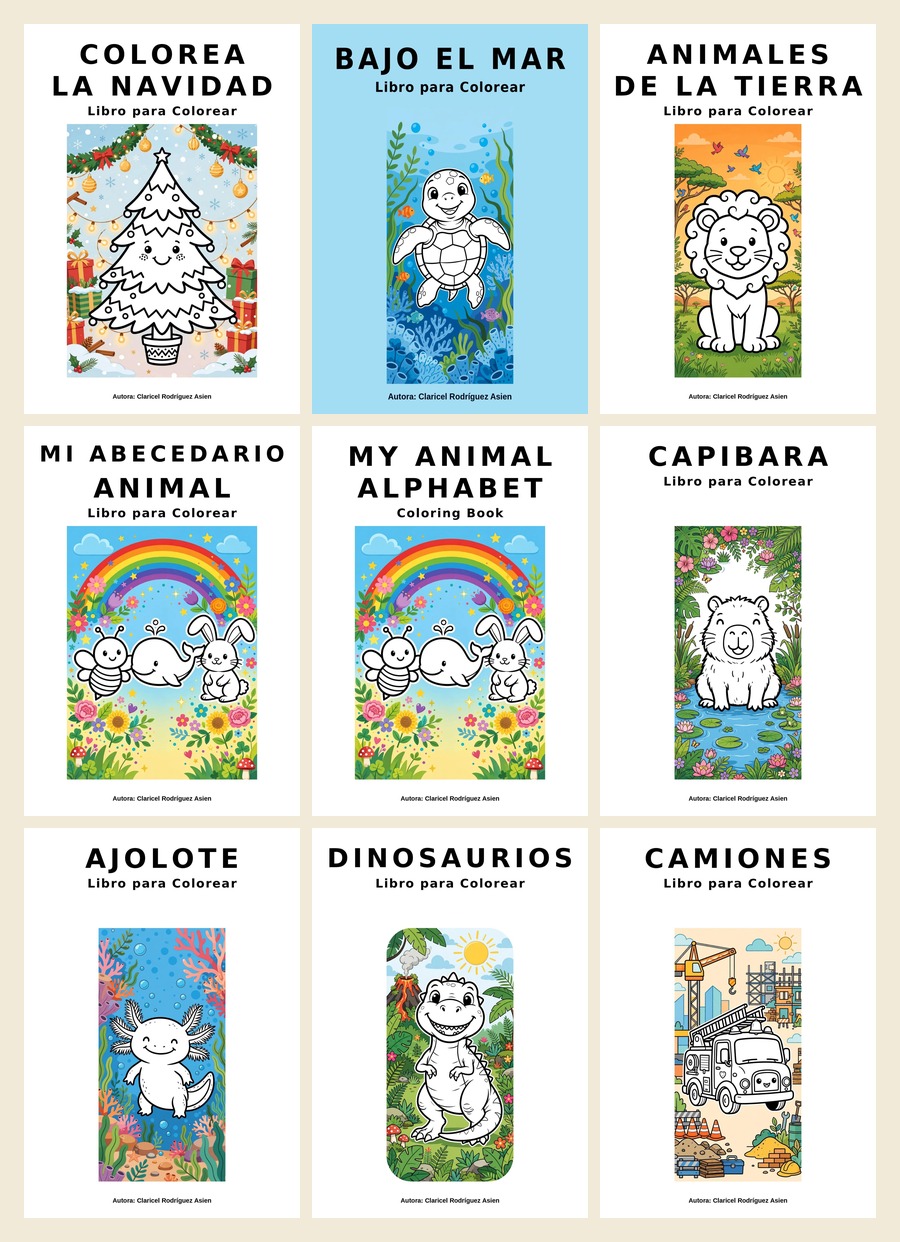 COLOREA
LA NAVIDAD
Libro para Colorear
Autora: Claricel Rodríguez Asien
BAJO EL MAR
Libro para Colorear
Autora: Claricel Rodríguez Asien
ANIMALES
DE LA TIERRA
Libro para Colorear
Autora: Claricel Rodríguez Asien
MI ABECEDARIO
ANIMAL
Libro para Colorear
Autora: Claricel Rodríguez Asien
MY ANIMAL
ALPHABET
Coloring Book
Autora: Claricel Rodríguez Asien
CAPIBARA
Libro para Colorear
Autora: Claricel Rodríguez Asien
AJOLOTE
Libro para Colorear
Autora: Claricel Rodríguez Asien
DINOSAURIOS
Libro para Colorear
Autora: Claricel Rodríguez Asien
CAMIONES
Libro para Colorear
Autora: Claricel Rodríguez Asien